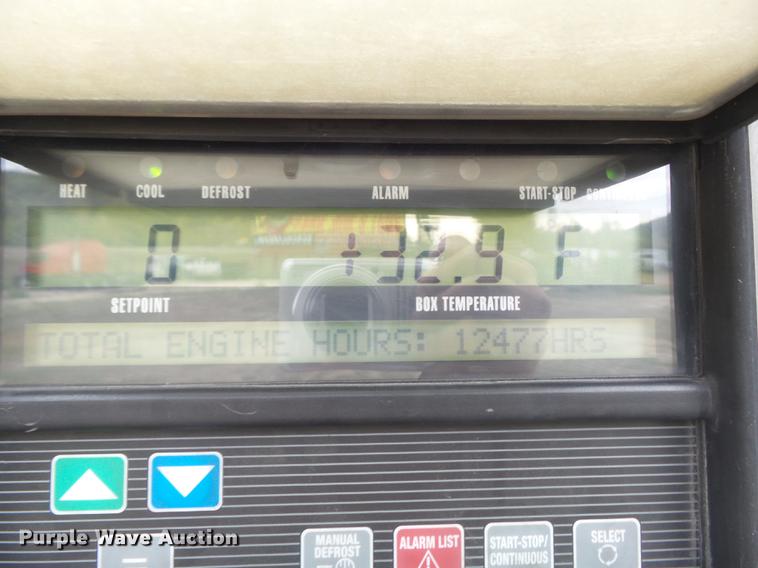 HEAT COOL DEFROST ALARM START-STOP CONTINUOUS
0 +32.9 F
SETPOINT BOX TEMPERATURE
TOTAL ENGINE HOURS: 12477HRS
MANUAL DEFROST
ALARM LIST
START-STOP/
CONTINUOUS
SELECT
Purple Wave Auction